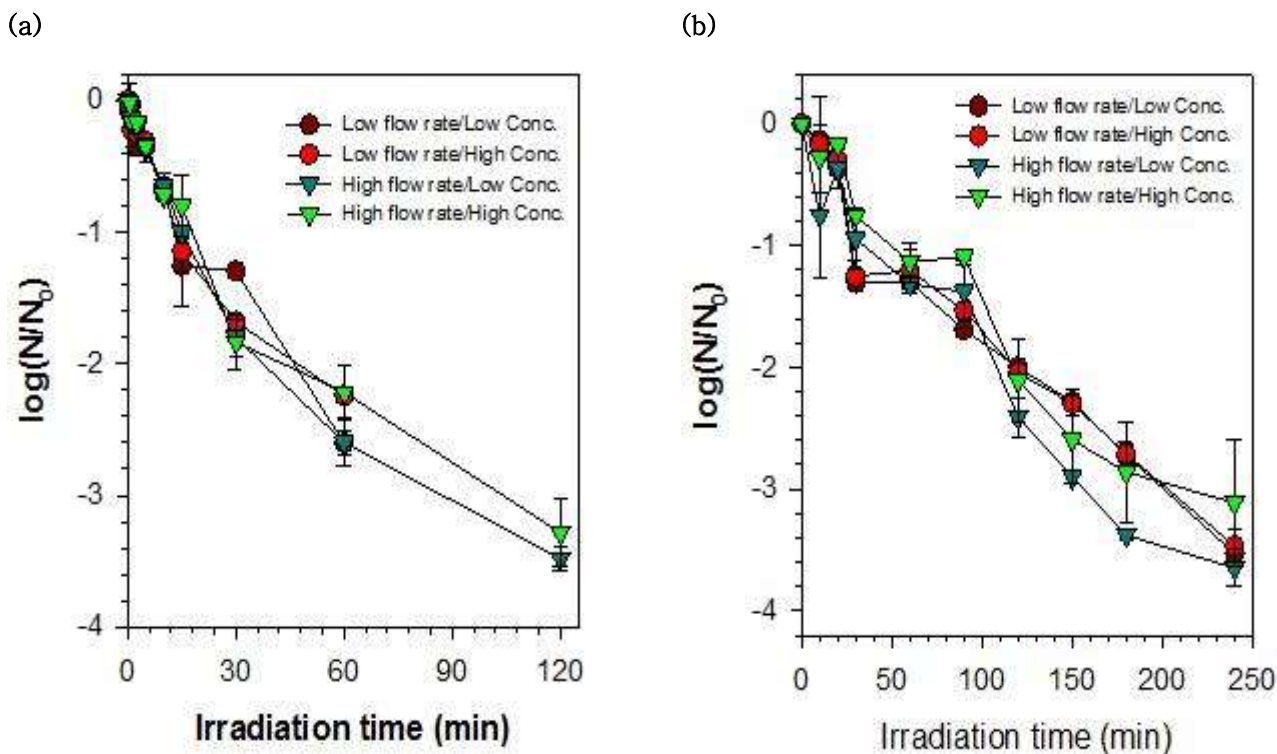 (a)
(b)
0
-1
-2
-3
-4
log(N/N0)
Low flow rate/Low Conc.
Low flow rate/High Conc.
High flow rate/Low Conc.
High flow rate/High Conc.
0 30 60 90 120
Irradiation time (min)
0
-1
-2
-3
-4
log(N/N0)
Low flow rate/Low Conc.
Low flow rate/High Conc.
High flow rate/Low Conc.
High flow rate/High Conc.
0 50 100 150 200 250
Irradiation time (min)